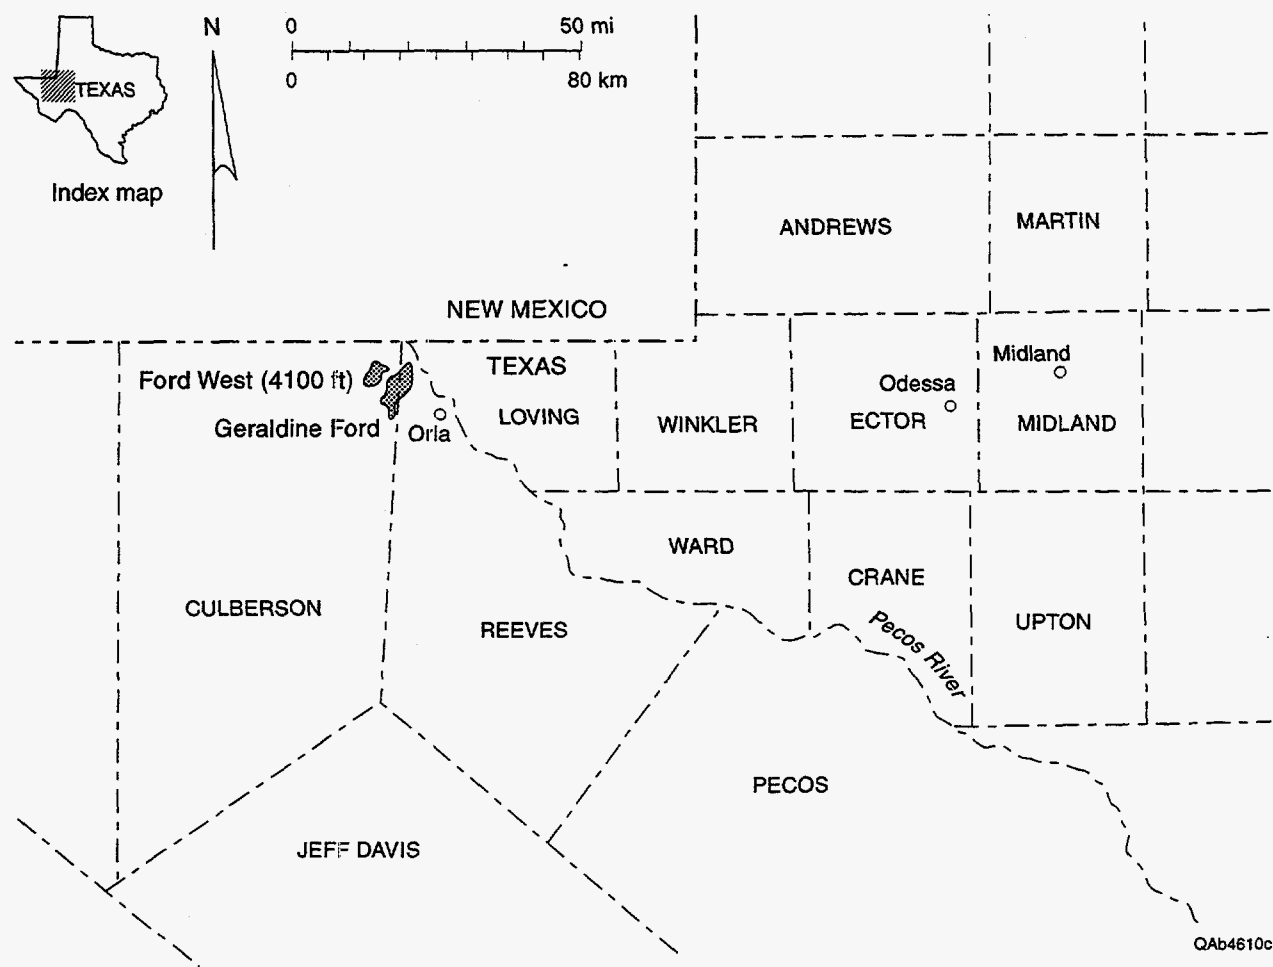 N
0 50 mi
0 80 km
TEXAS
Index map
ANDREWS
MARTIN
NEW MEXICO
TEXAS
Midland
Ford West (4100 ft)
Odessa
LOVING
WINKLER
ECTOR
MIDLAND
Geraldine Ford
Orla
WARD
CRANE
CULBERSON
REEVES
Pecos River
UPTON
PECOS
JEFF DAVIS
QAb4610c